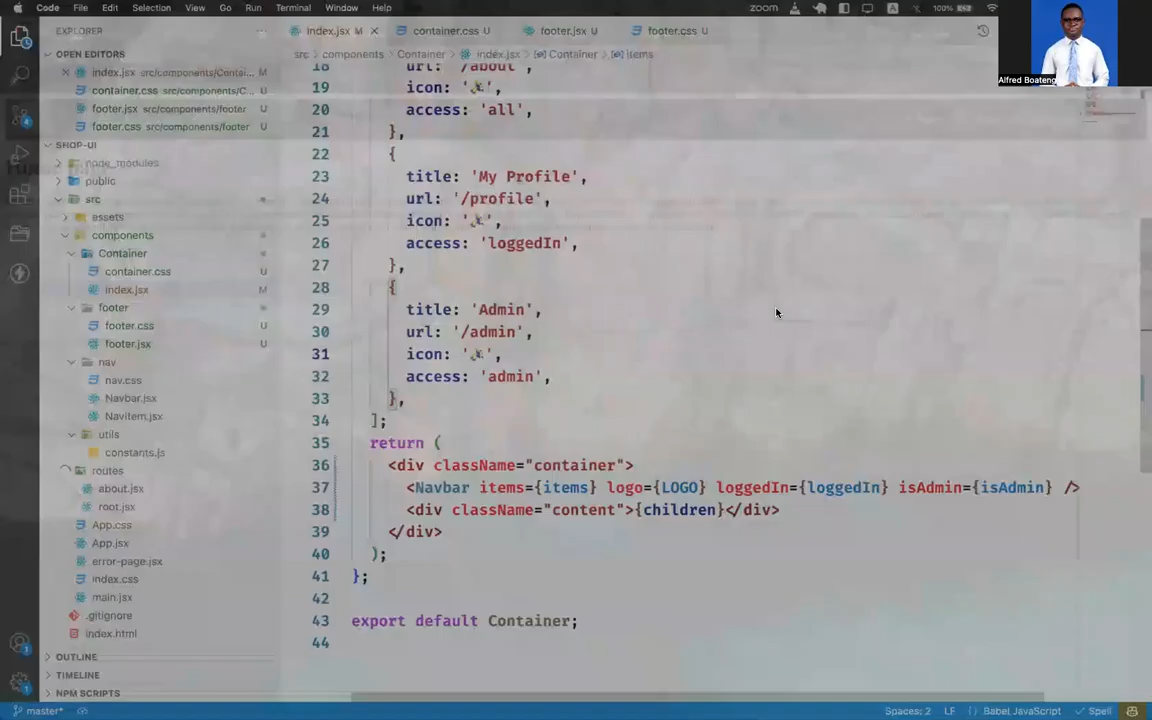 Code File Edit Selection View Go Run Terminal Window Help zoom 100%
EXPLORER
OPEN EDITORS
index.jsx src/components/Contai... M
container.css src/components/C... U
footer.jsx src/components/footer U
footer.css src/components/footer U
SHOP-UI
node_modules
public
src
assets
components
Container
container.css U
index.jsx M
footer
footer.css U
footer.jsx U
nav
nav.css
Navbar.jsx
NavItem.jsx
utils
constants.js
routes
about.jsx
root.jsx
App.css
App.jsx
error-page.jsx
index.css
main.jsx
.gitignore
index.html
OUTLINE
TIMELINE
NPM SCRIPTS
index.jsx M container.css U footer.jsx U footer.css U
src components Container index.jsx Container items
18 url: '/about',
19 icon: '
20 access: 'all',
21 },
22 {
23 title: 'My Profile',
24 url: '/profile',
25 icon: '
26 access: 'loggedIn',
27 },
28 {
29 title: 'Admin',
30 url: '/admin',
31 icon: '
32 access: 'admin',
33 },
34 ];
35 return (
36 <div className="container">
37 <Navbar items={items} logo={LOGO} loggedIn={loggedIn} isAdmin={isAdmin} />
38 <div className="content">{children}</div>
39 </div>
40 );
41 };
42
43 export default Container;
44
Alfred Boateng
master* Spaces: 2 LF Babel JavaScript Spell